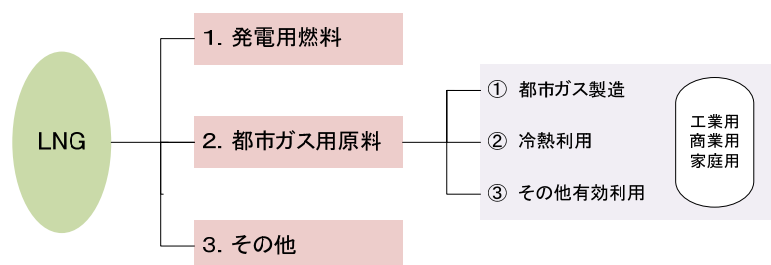 LNG
1. 発電用燃料
2. 都市ガス用原料
3. その他
① 都市ガス製造
② 冷熱利用
③ その他有効利用
工業用
商業用
家庭用